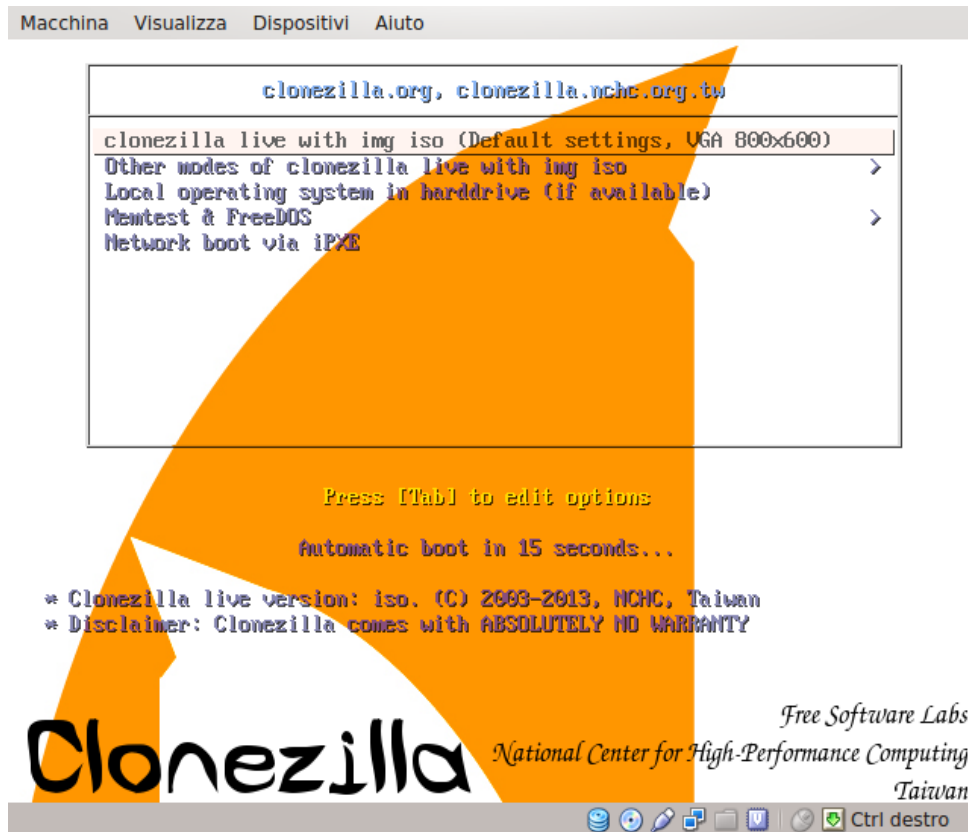 Macchina Visualizza Dispositivi Aiuto
clonezilla.org, clonezilla.nchc.org.tw
clonezilla live with img iso (Default settings, VGA 800x600)
Other modes of clonezilla live with img iso >
Local operating system in harddrive (if available)
Memtest & FreeDOS >
Network boot via iPXE
Press [Tab] to edit options
Automatic boot in 15 seconds...
* Clonezilla live version: iso. (C) 2003-2013, NCHC, Taiwan
* Disclaimer: Clonezilla comes with ABSOLUTELY NO WARRANTY
Free Software Labs
Clonezilla National Center for High-Performance Computing
Taiwan
Ctrl destro